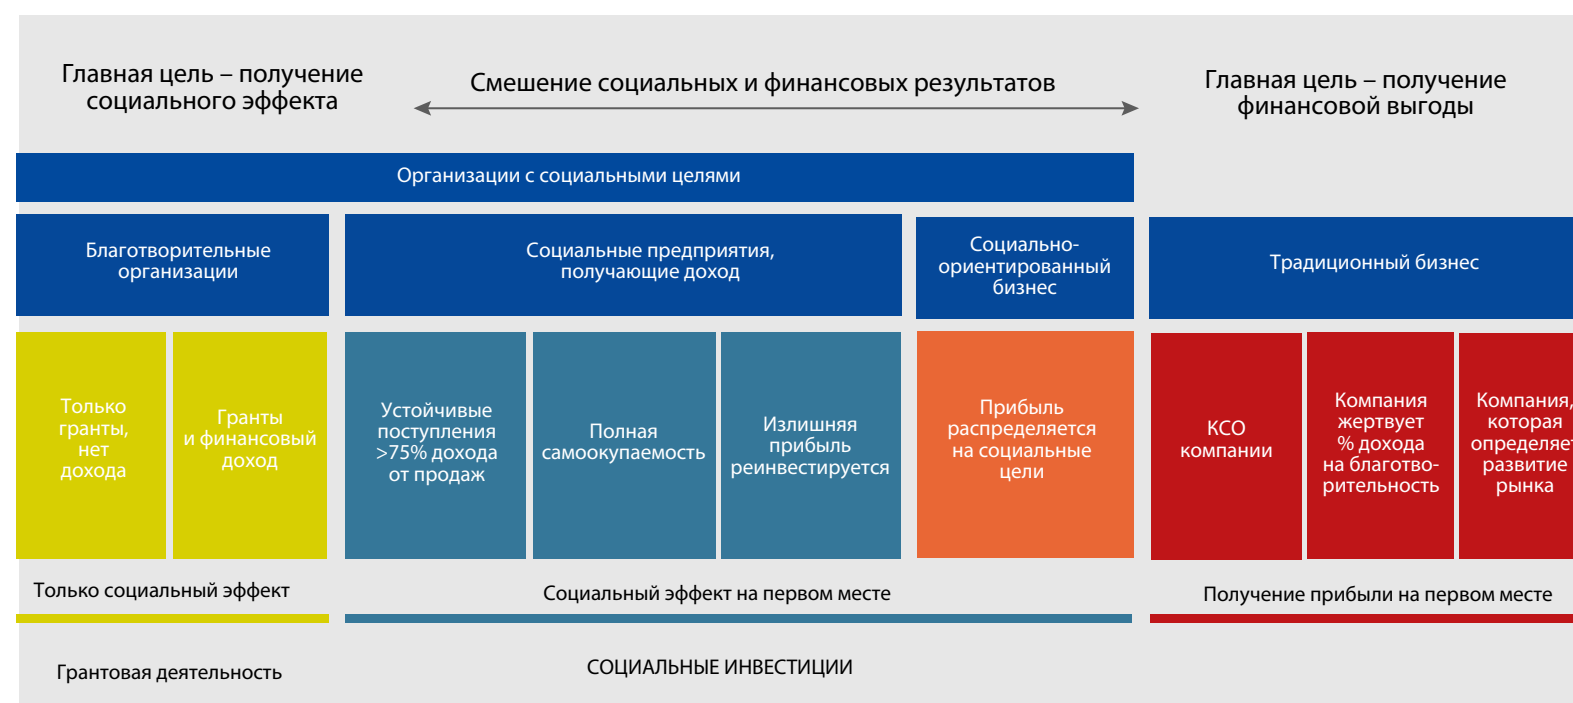 Главная цель – получение
социального эффекта
Смешение социальных и финансовых результатов
Главная цель – получение
финансовой выгоды
Организации с социальными целями
Благотворительные
организации
Социальные предприятия,
получающие доход
Социально-
ориентированный
бизнес
Традиционный бизнес
Только
гранты,
нет
дохода
Гранты
и финансовый
доход
Устойчивые
поступления
>75% дохода
от продаж
Полная
самоокупаемость
Излишняя
прибыль
реинвестируется
Прибыль
распределяется
на социальные
цели
КСО
компании
Компания
жертвует
% дохода
на благотво-
рительность
Компания,
которая
определяет
развитие
рынка
Только социальный эффект
Социальный эффект на первом месте
Получение прибыли на первом месте
Грантовая деятельность
СОЦИАЛЬНЫЕ ИНВЕСТИЦИИ